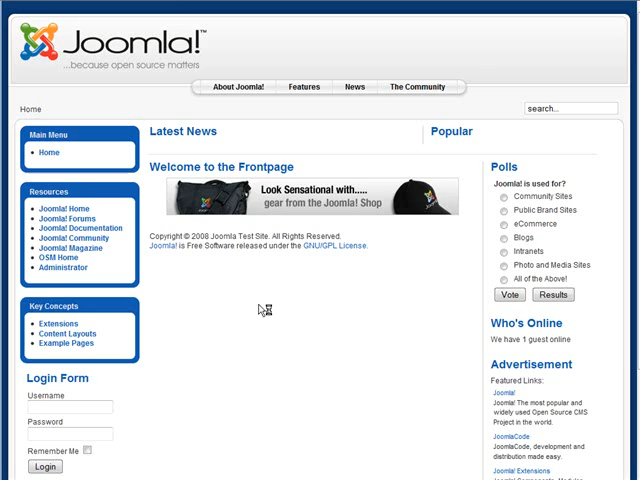 Joomla!™
...because open source matters
About Joomla! Features News The Community
Home
search...
Main Menu
Home
Resources
Joomla! Home
Joomla! Forums
Joomla! Documentation
Joomla! Community
Joomla! Magazine
OSM Home
Administrator
Key Concepts
Extensions
Content Layouts
Example Pages
Login Form
Username
Password
Remember Me
Login
Latest News
Popular
Welcome to the Frontpage
Look Sensational with.....
gear from the Joomla! Shop
Copyright © 2008 Joomla Test Site. All Rights Reserved.
Joomla! is Free Software released under the GNU/GPL License.
Polls
Joomla! is used for?
Community Sites
Public Brand Sites
eCommerce
Blogs
Intranets
Photo and Media Sites
All of the Above!
Vote Results
Who's Online
We have 1 guest online
Advertisement
Featured Links:
Joomla!
Joomla! The most popular and
widely used Open Source CMS
Project in the world.
JoomlaCode
JoomlaCode, development and
distribution made easy.
Joomla! Extensions